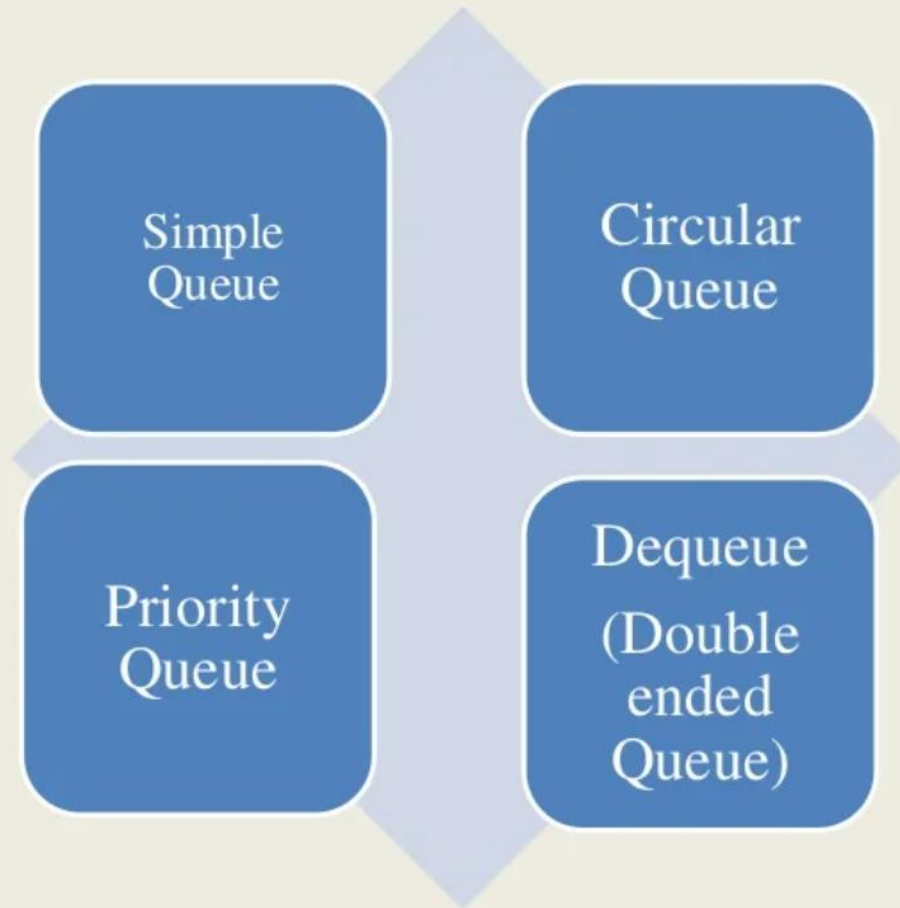 Simple
Queue
Circular
Queue
Priority
Queue
Dequeue
(Double
ended
Queue)